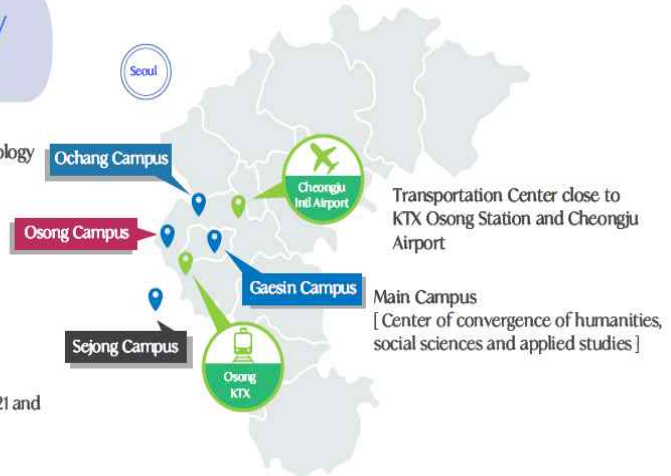 Seoul
ology
Ochang Campus
Cheongju
Intl Airport
Transportation Center close to
KTX Osong Station and Cheongju
Airport
Osong Campus
Gaesin Campus
Main Campus
[ Center of convergence of humanities,
social sciences and applied studies ]
Sejong Campus
Osong
KTX
21 and